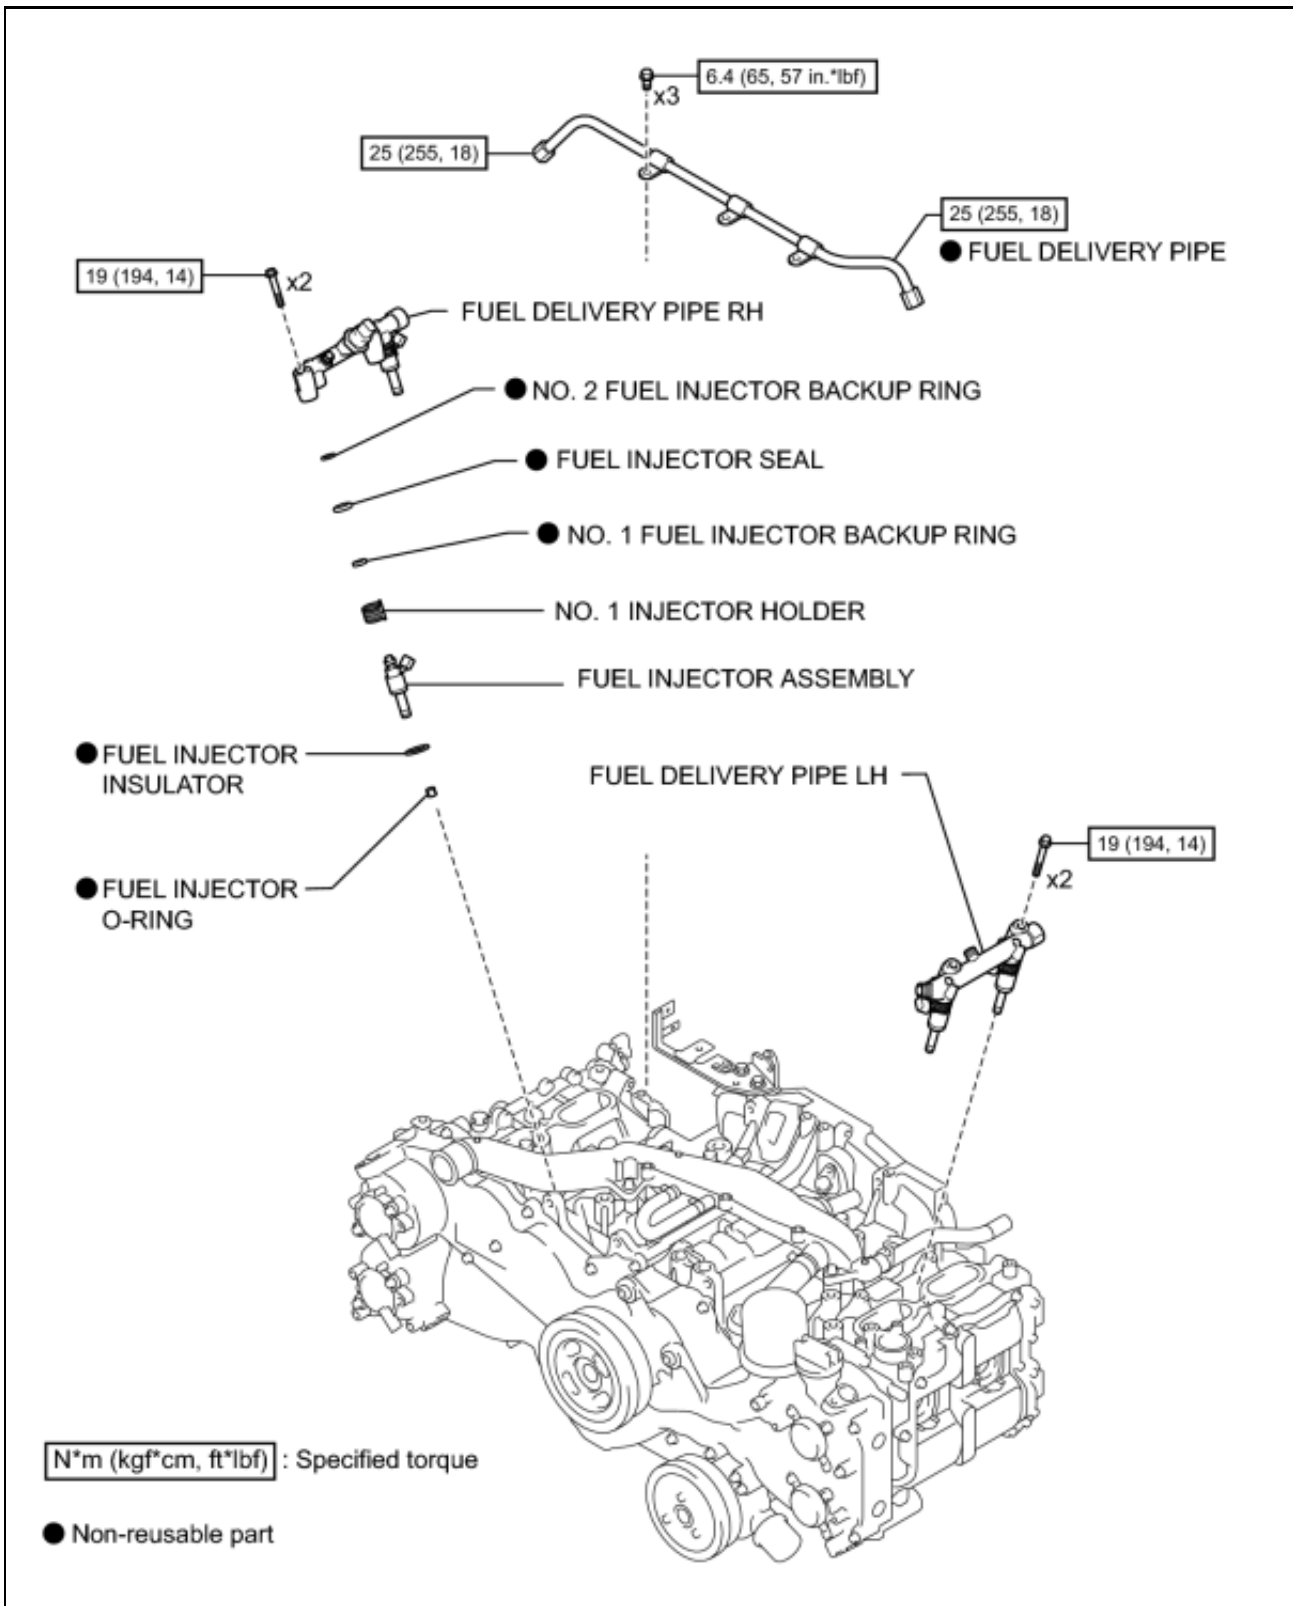 6.4 (65, 57 in.*lbf)
x3
25 (255, 18)
25 (255, 18)
● FUEL DELIVERY PIPE
19 (194, 14)
x2
FUEL DELIVERY PIPE RH
● NO. 2 FUEL INJECTOR BACKUP RING
● FUEL INJECTOR SEAL
● NO. 1 FUEL INJECTOR BACKUP RING
NO. 1 INJECTOR HOLDER
FUEL INJECTOR ASSEMBLY
● FUEL INJECTOR
INSULATOR
FUEL DELIVERY PIPE LH
19 (194, 14)
x2
● FUEL INJECTOR
O-RING
N*m (kgf*cm, ft*lbf) : Specified torque
● Non-reusable part